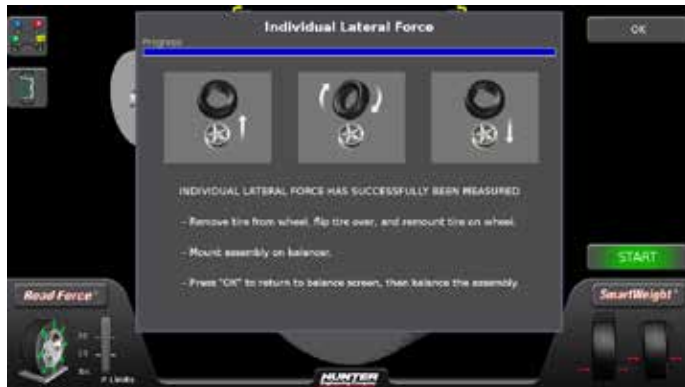 Individual Lateral Force
OK
Progress
INDIVIDUAL LATERAL FORCE HAS SUCCESSFULLY BEEN MEASURED
- Remove tire from wheel, flip tire over, and remount tire on wheel.
- Mount assembly on balancer.
- Press "OK" to return to balance screen, then balance the assembly.
START
Road Force®
SmartWeight®
Limits
HUNTER